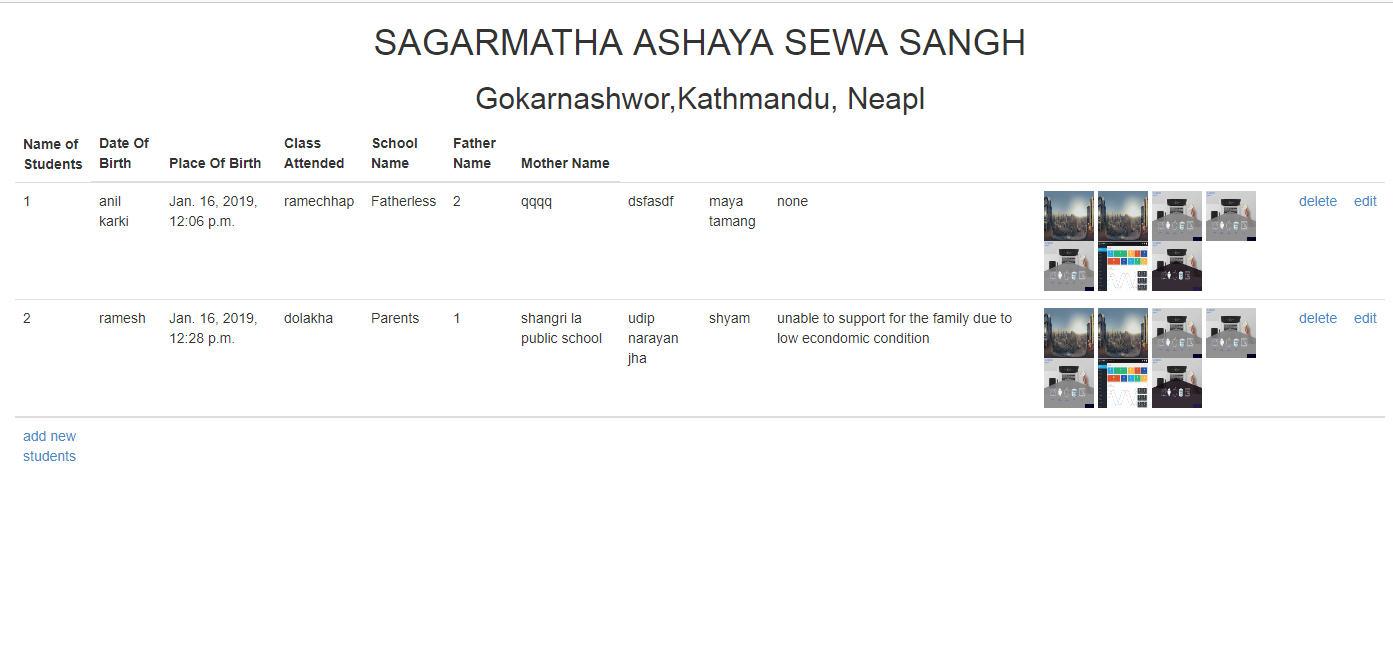 SAGARMATHA ASHAYA SEWA SANGH
Gokarnashwor,Kathmandu, Neapl
Name of Students Date Of Birth Place Of Birth Class Attended School Name Father Name Mother Name
1 anil karki Jan. 16, 2019, 12:06 p.m. ramechhap Fatherless 2 qqqq dsfasdf maya tamang none delete edit
2 ramesh Jan. 16, 2019, 12:28 p.m. dolakha Parents 1 shangri la public school udip narayan jha shyam unable to support for the family due to low econdomic condition delete edit
add new
students